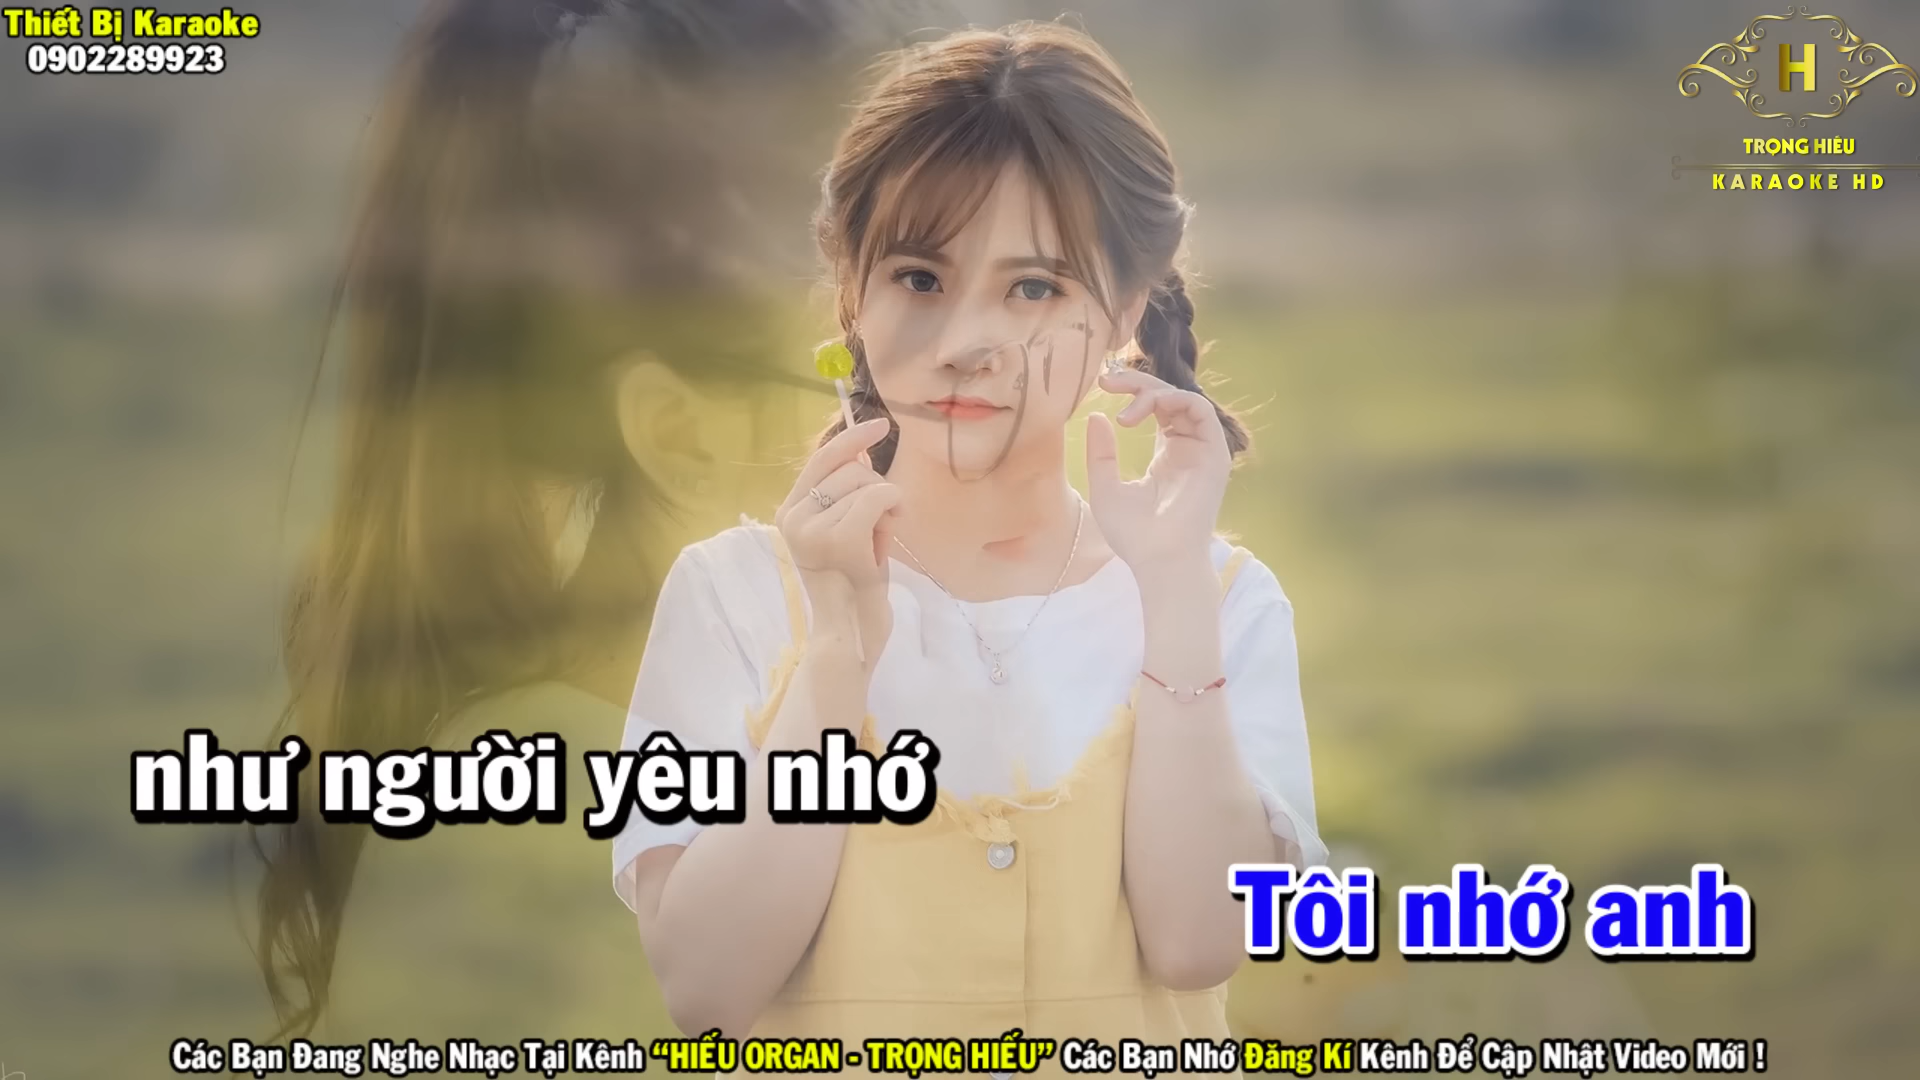 Thiết Bị Karaoke
0902289923
H
TRỌNG HIẾU
KARAOKE HD
như người yêu nhớ
Tôi nhớ anh
Các Bạn Đang Nghe Nhạc Tại Kênh “HIẾU ORGAN - TRỌNG HIẾU” Các Bạn Nhớ Đăng Kí Kênh Để Cập Nhật Video Mới !